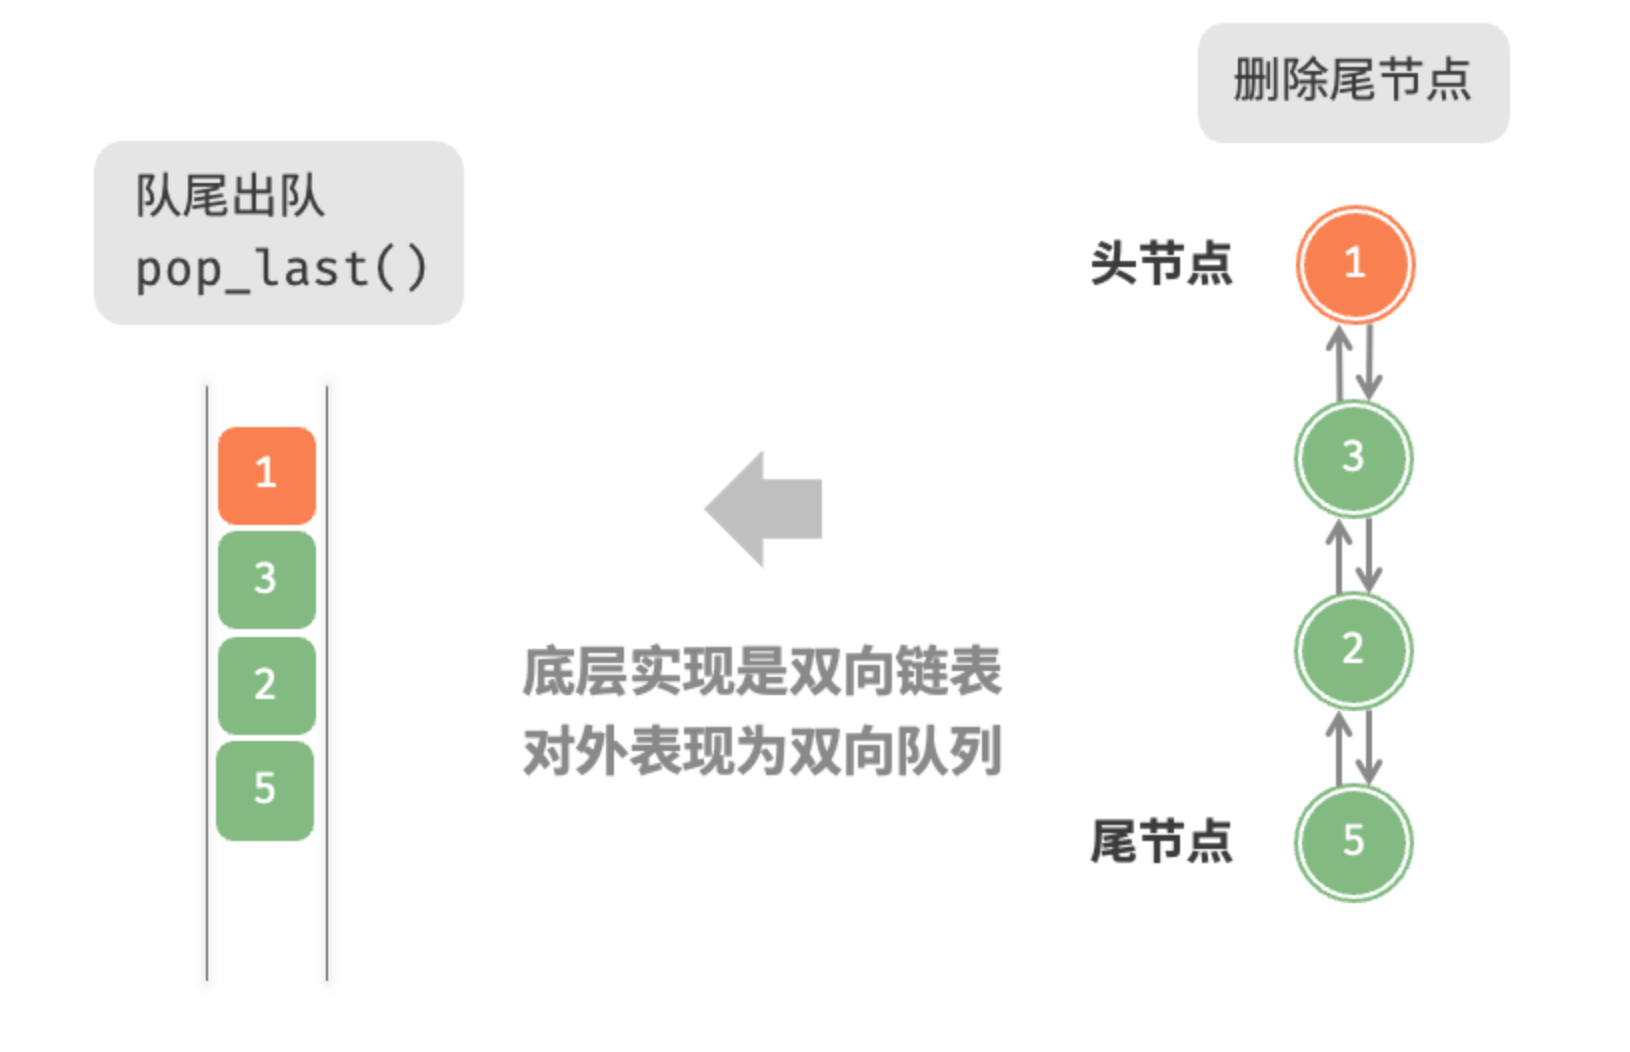 删除尾节点
队尾出队
pop_last()
头节点
1
3
2
5
尾节点
1
3
2
5
底层实现是双向链表
对外表现为双向队列